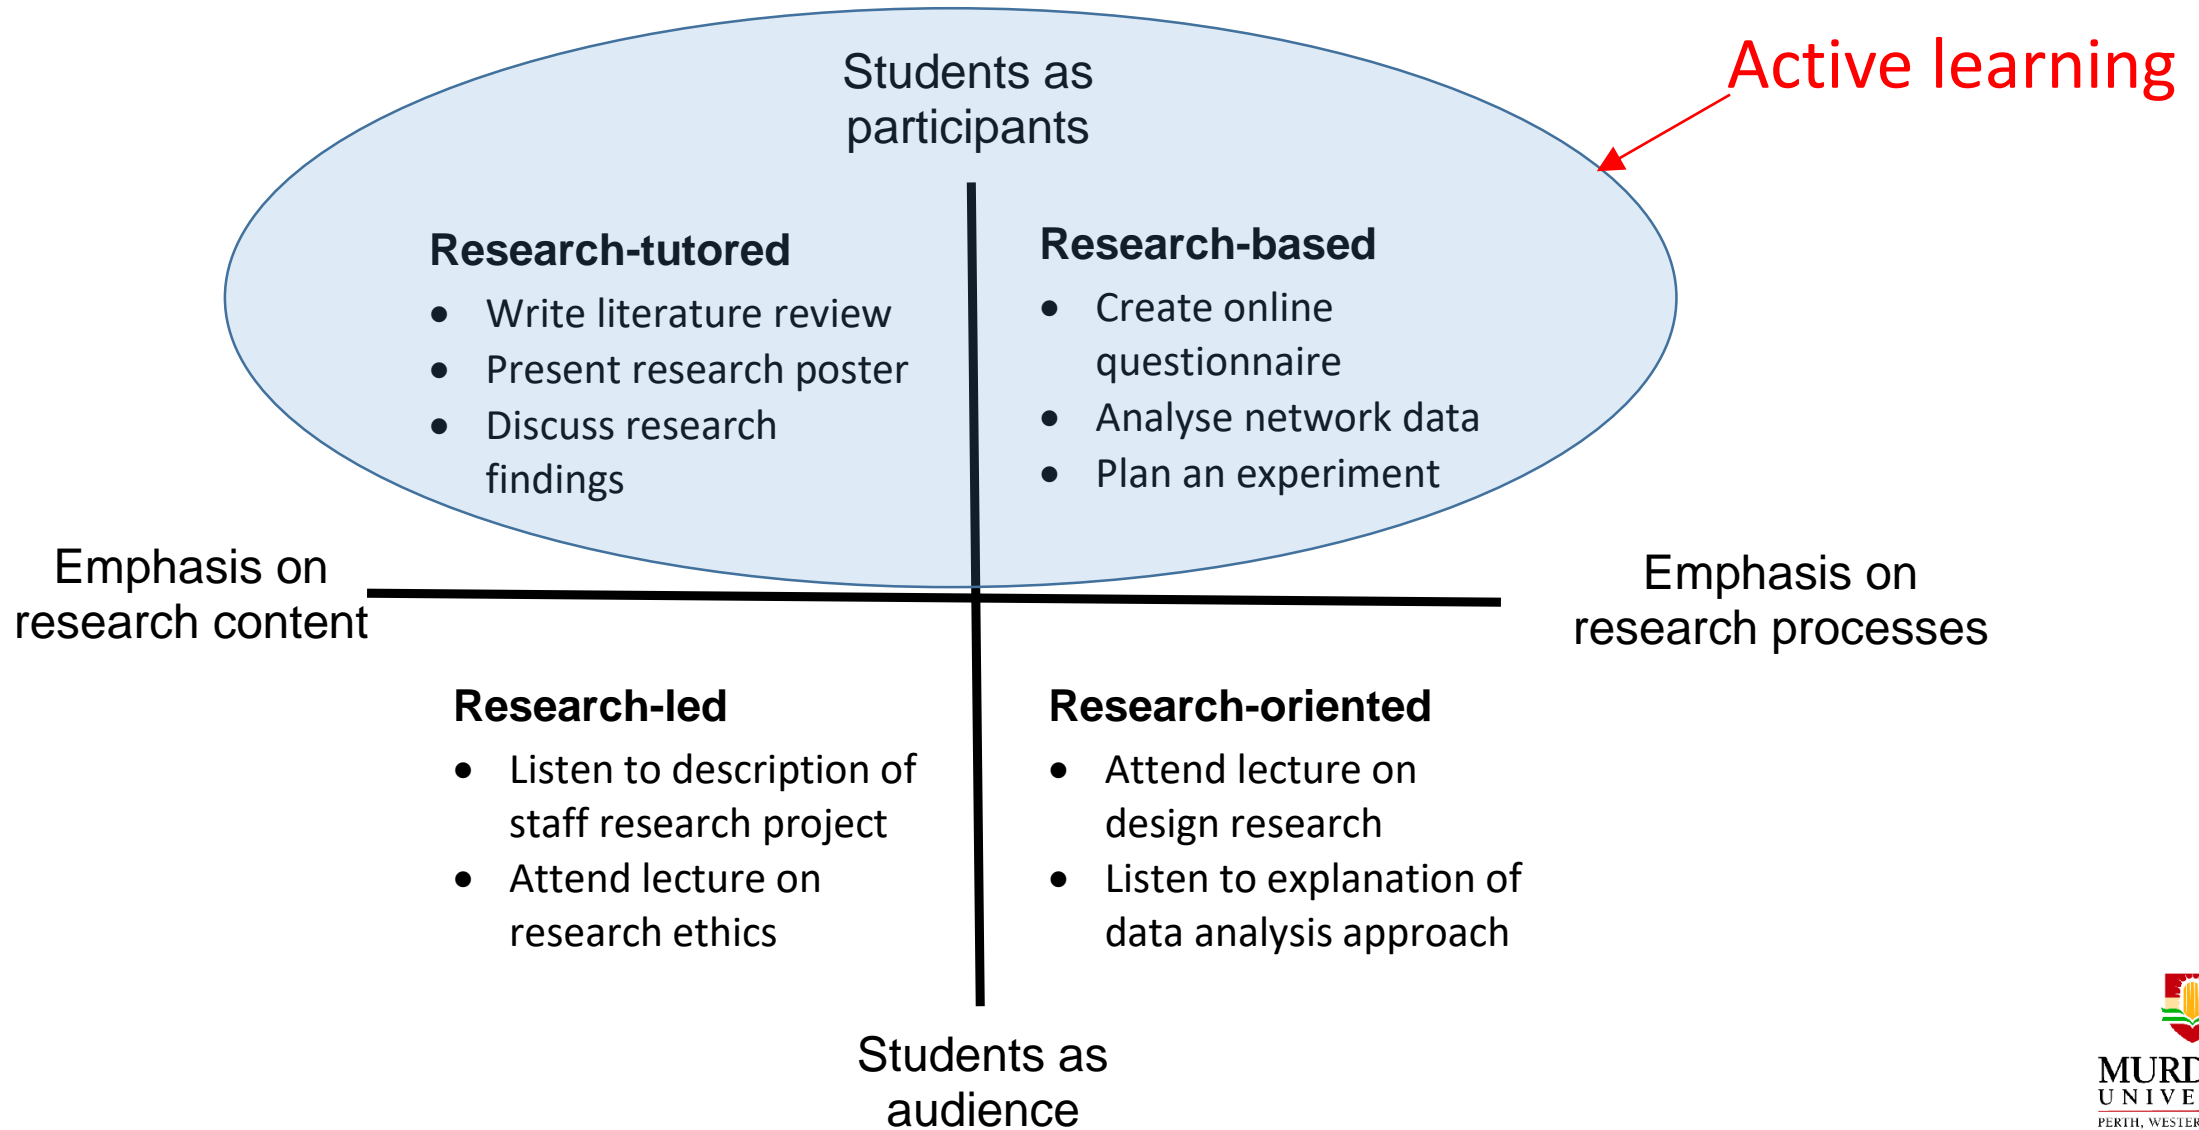 Students as
participants
Active learning
Research-tutored
• Write literature review
• Present research poster
• Discuss research
findings
Research-based
• Create online
questionnaire
• Analyse network data
• Plan an experiment
Emphasis on
research content
Emphasis on
research processes
Research-led
• Listen to description of
staff research project
• Attend lecture on
research ethics
Research-oriented
• Attend lecture on
design research
• Listen to explanation of
data analysis approach
Students as
audience
PERTH,